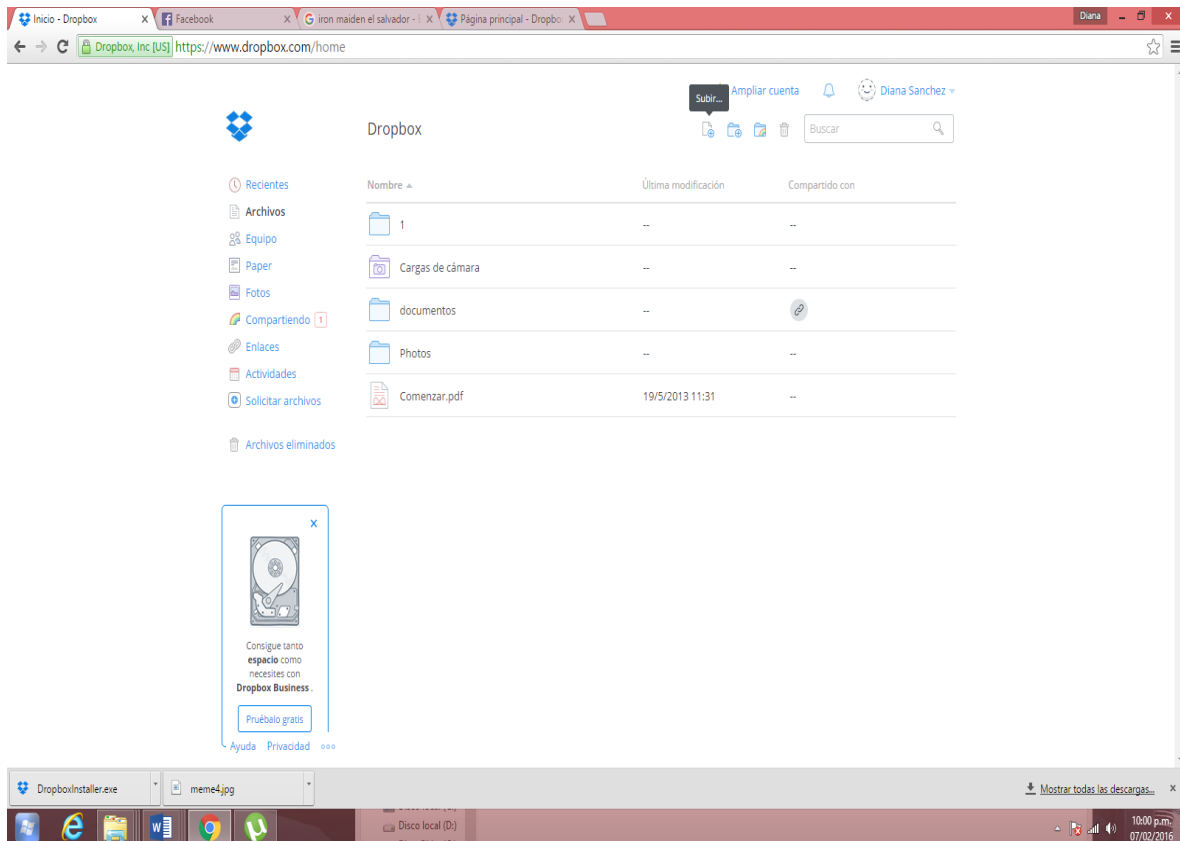 Inicio - Dropbox
Facebook
iron maiden el salvador - 
Página principal - Dropbo
Diana
Dropbox, Inc [US] https://www.dropbox.com/home
Subir...
Ampliar cuenta
Diana Sanchez
Dropbox
Buscar
Recientes
Archivos
Equipo
Paper
Fotos
Compartiendo 1
Enlaces
Actividades
Solicitar archivos
Archivos eliminados
Nombre Última modificación Compartido con
1 -- --
Cargas de cámara -- --
documentos --
Photos -- --
Comenzar.pdf 19/5/2013 11:31 --
Consigue tanto
espacio como
necesites con
Dropbox Business .
Pruébalo gratis
Ayuda Privacidad
DropboxInstaller.exe
meme4.jpg
Mostrar todas las descargas...
Disco local (D:)
10:00 p.m.
07/02/2016